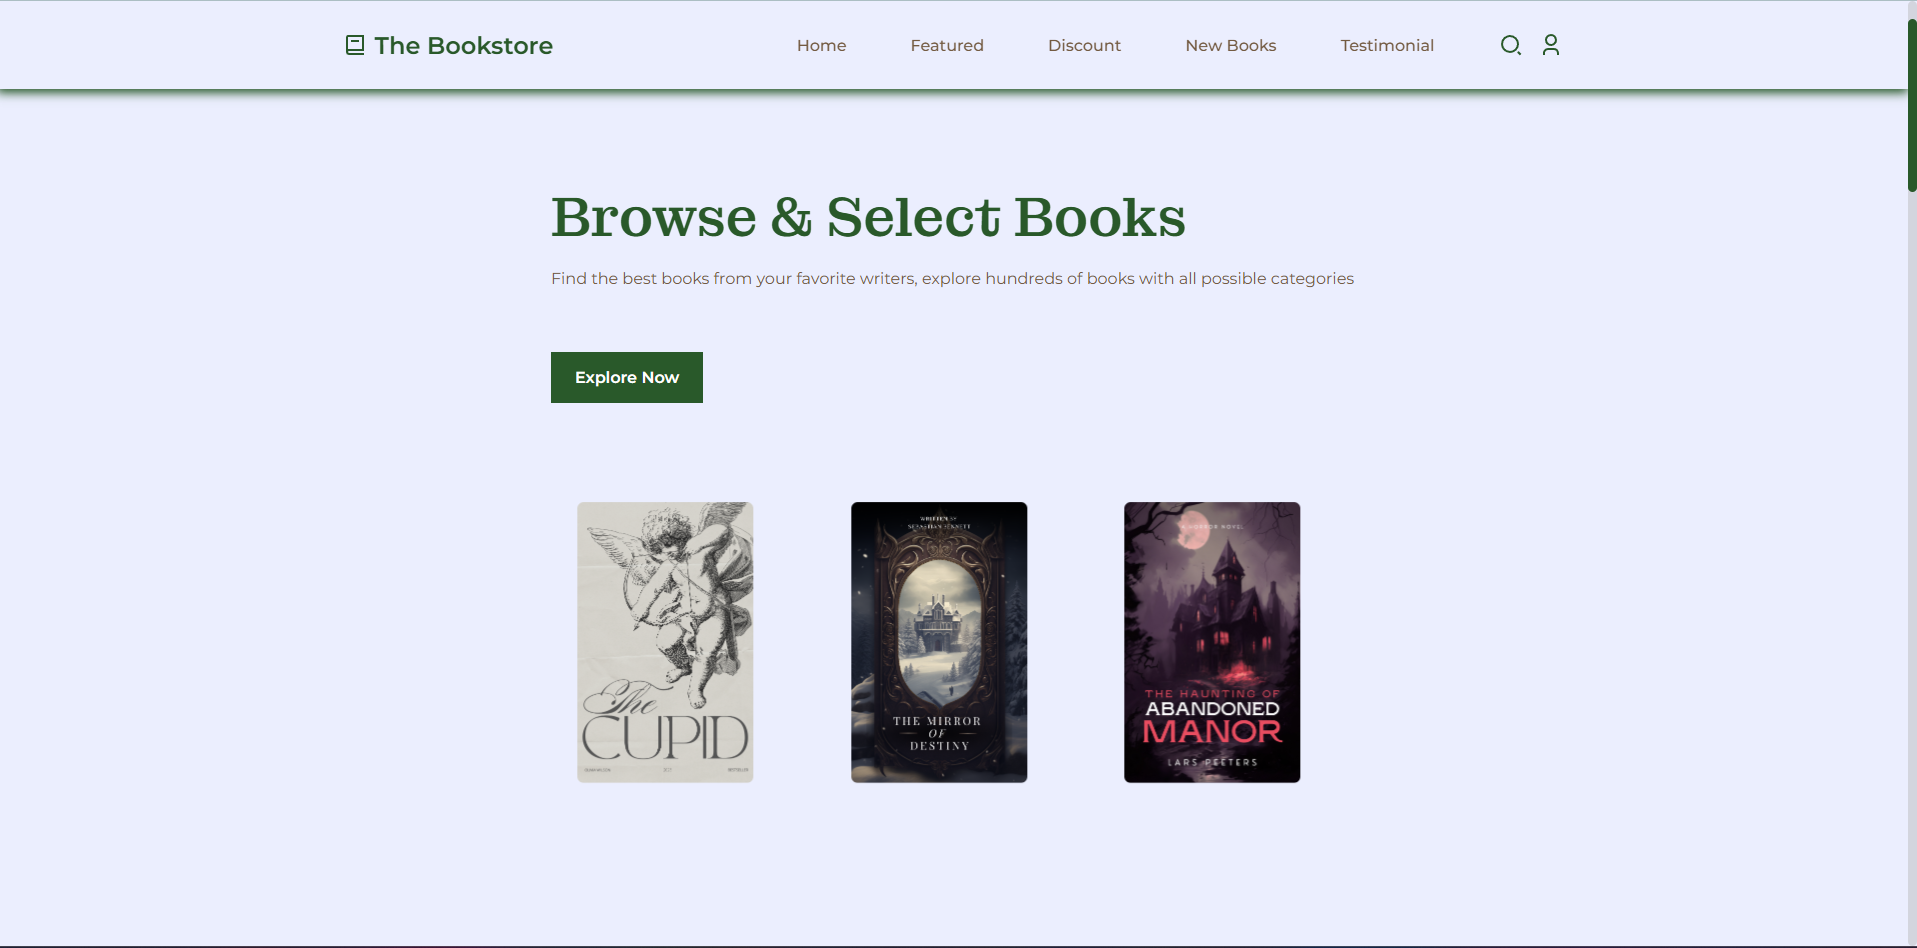 The Bookstore
Home
Featured
Discount
New Books
Testimonial
Browse & Select Books
Find the best books from your favorite writers, explore hundreds of books with all possible categories
Explore Now
The
CUPID
WRITTEN BY
THE MIRROR
OF
DESTINY
A HORROR NOVEL
THE HAUNTING OF
ABANDONED
MANOR
LARS PEETERS